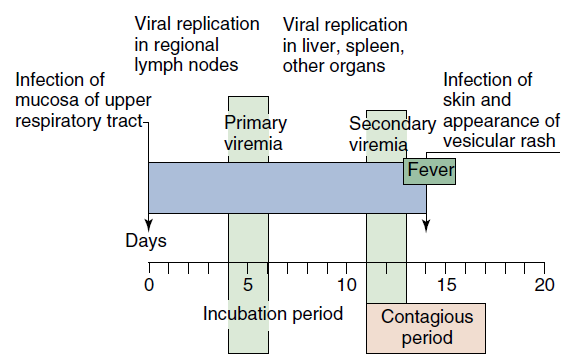 Viral replication
in regional
lymph nodes
Viral replication
in liver, spleen,
other organs
Infection of
mucosa of upper
respiratory tract
Primary
viremia
Secondary
viremia
Infection of
skin and
appearance of
vesicular rash
Fever
Days
0 5 10 15 20
Incubation period
Contagious
period